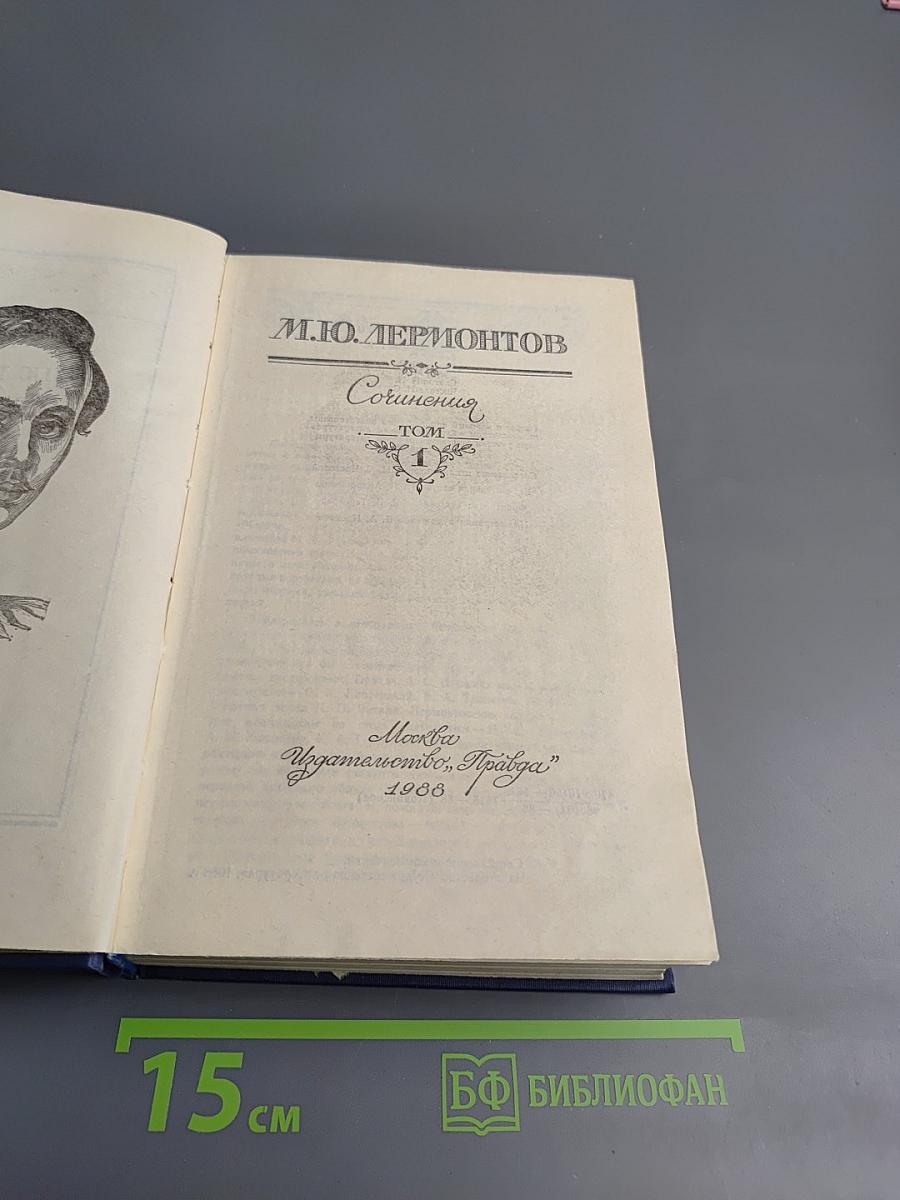 М.Ю. ЛЕРМОНТОВ
Сочинения
ТОМ
1
Москва
Издательство „Правда"
1988
15 см
БФ БИБЛИОФАН